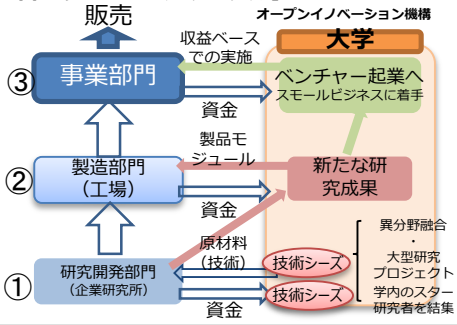 販売
オープンイノベーション機構
大学
収益ベース
での実施
③
事業部門
ベンチャー起業へ
スモールビジネスに着手
資金
製品モ
ジュール
②
製造部門
（工場）
新たな研
究成果
資金
原材料
（技術）
異分野融合
・
大型研究
プロジェクト
学内のスター
研究者を結集
①
研究開発部門
（企業研究所）
技術シーズ
技術シーズ
資金